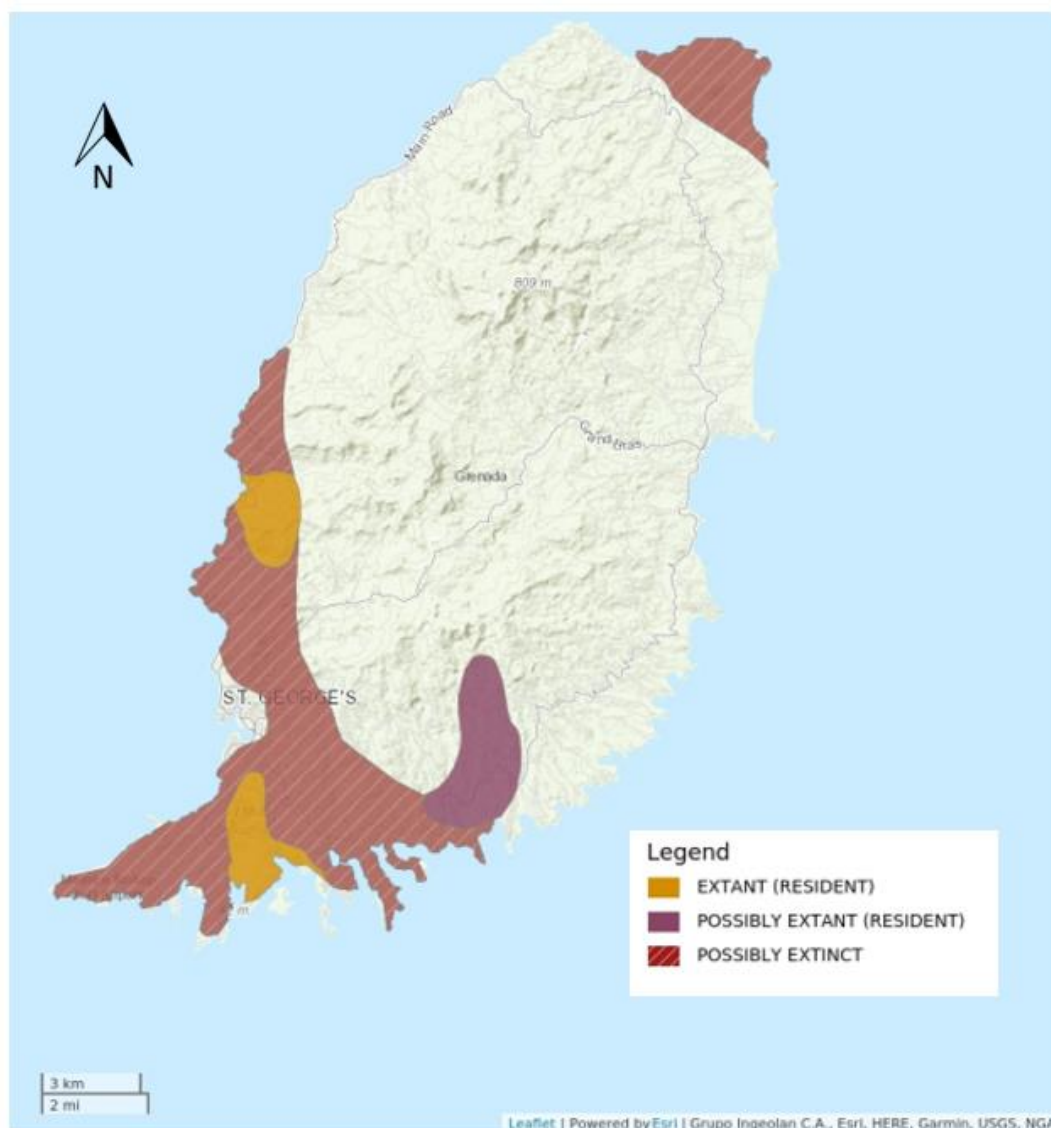 N
Main Road
809 m
Grand Bras
Grenada
ST. GEORGE'S
m
Legend
EXTANT (RESIDENT)
POSSIBLY EXTANT (RESIDENT)
POSSIBLY EXTINCT
3 km
2 mi
Leaflet | Powered by Esri | Grupo Ingeolan C.A., Esri, HERE, Garmin, USGS, NGA